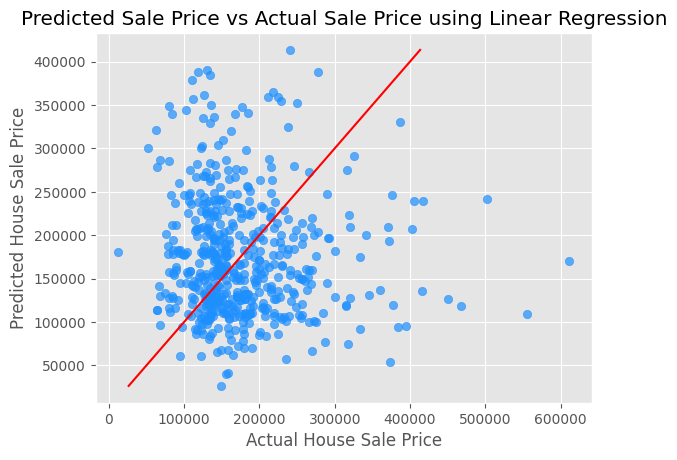 Predicted Sale Price vs Actual Sale Price using Linear Regression
400000
350000
300000
250000
200000
150000
100000
50000
Predicted House Sale Price
0 100000 200000 300000 400000 500000 600000
Actual House Sale Price